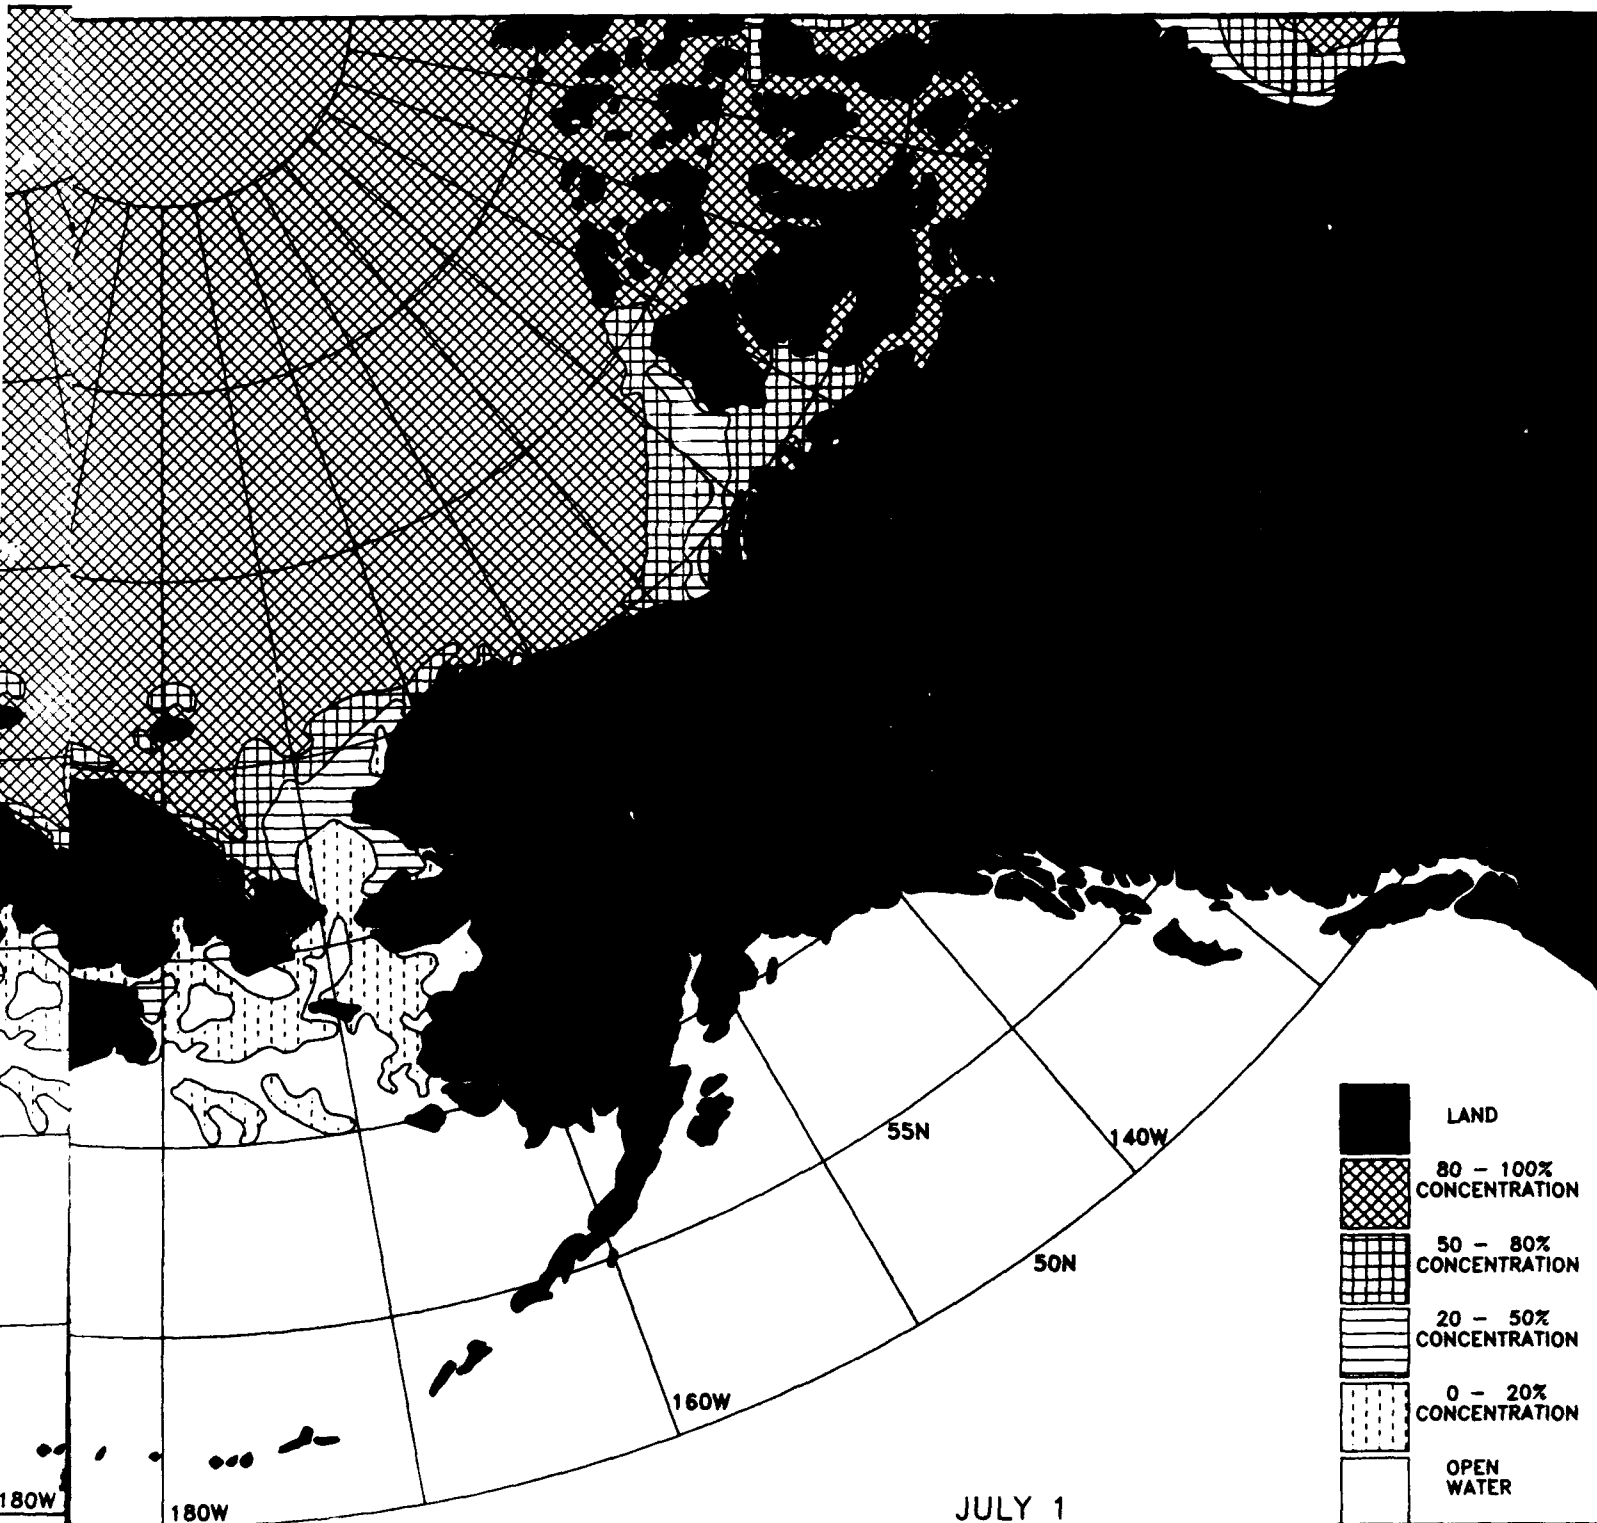 55N
140W
50N
160W
180W
180W
JULY 1
LAND
80 - 100%
CONCENTRATION
50 - 80%
CONCENTRATION
20 - 50%
CONCENTRATION
0 - 20%
CONCENTRATION
OPEN
WATER